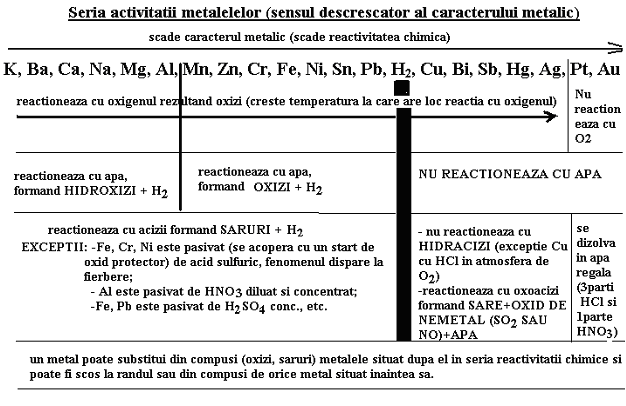 Seria activitatii metalelelor (sensul descrescator al caracterului metalic)
scade caracterul metalic (scade reactivitatea chimica)
K, Ba, Ca, Na, Mg, Al, Mn, Zn, Cr, Fe, Ni, Sn, Pb, H2, Cu, Bi, Sb, Hg, Ag, Pt, Au
reactioneaza cu oxigenul rezultand oxizi (creste temperatura la care are loc reactia cu oxigenul)
Nu
reaction
eaza cu
O2
reactioneaza cu apa,
formand HIDROXIZI + H2
reactioneaza cu apa,
formand OXIZI + H2
NU REACTIONEAZA CU APA
reactioneaza cu acizii formand SARURI + H2
EXCEPTII: -Fe, Cr, Ni este pasivat (se acopera cu un start de
oxid protector) de acid sulfuric, fenomenul dispare la
fierbere;
- Al este pasivat de HNO3 diluat si concentrat;
-Fe, Pb este pasivat de H2SO4 conc., etc.
- nu reactioneaza cu
HIDRACIZI (exceptie Cu
cu HCl in atmosfera de
O2)
-reactioneaza cu oxoacizi
formand SARE+OXID DE
NEMETAL (SO2 SAU
NO)+APA
se
dizolva
in apa
regala
(3parti
HCl si
1parte
HNO3)
un metal poate substitui din compusi (oxizi, saruri) metalele situat dupa el in seria reactivitatii chimice si
poate fi scos la randul sau din compusi de orice metal situat inaintea sa.